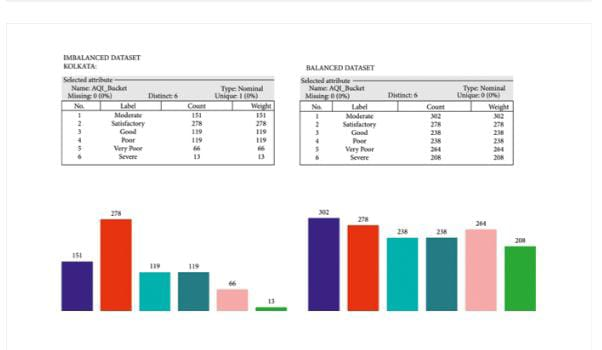 IMBALANCED DATASET
KOLKATA:
Selected attribute
Name: AQI_Bucket Type: Nominal
Missing: 0 (0%) Distinct: 6 Unique: 1 (0%)
No. Label Count Weight
1 Moderate 151 151
2 Satisfactory 278 278
3 Good 119 119
4 Poor 119 119
5 Very Poor 66 66
6 Severe 13 13
151
278
119
119
66
13
BALANCED DATASET
Selected attribute
Name: AQI_Bucket Type: Nominal
Missing: 0 (0%) Distinct: 6 Unique: 0 (0%)
No. Label Count Weight
1 Moderate 302 302
2 Satisfactory 278 278
3 Good 238 238
4 Poor 238 238
5 Very Poor 264 264
6 Severe 208 208
302
278
238
238
264
208